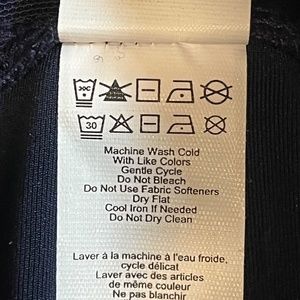 30
Machine Wash Cold
With Like Colors
Gentle Cycle
Do Not Bleach
Do Not Use Fabric Softeners
Dry Flat
Cool Iron If Needed
Do Not Dry Clean
Laver à la machine à l'eau froide,
cycle délicat
Laver avec des articles
de même couleur
Ne pas blanchir